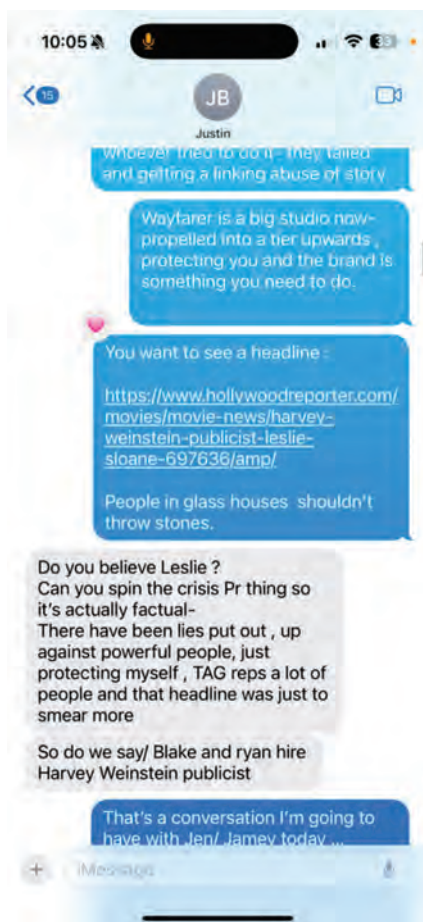 10:05
33
15
JB
Justin
whoever tried to do it - they failed
and getting a linking abuse of story
Wayfarer is a big studio now-
propelled into a tier upwards ,
protecting you and the brand is
something you need to do.
You want to see a headline :
https://www.hollywoodreporter.com/
movies/movie-news/harvey-
weinstein-publicist-leslie-
sloane-697636/amp/
People in glass houses shouldn't
throw stones.
Do you believe Leslie ?
Can you spin the crisis Pr thing so
it's actually factual-
There have been lies put out , up
against powerful people, just
protecting myself , TAG reps a lot of
people and that headline was just to
smear more
So do we say/ Blake and ryan hire
Harvey Weinstein publicist
That's a conversation I'm going to
have with Jen/ Jamey today ...
iMessage